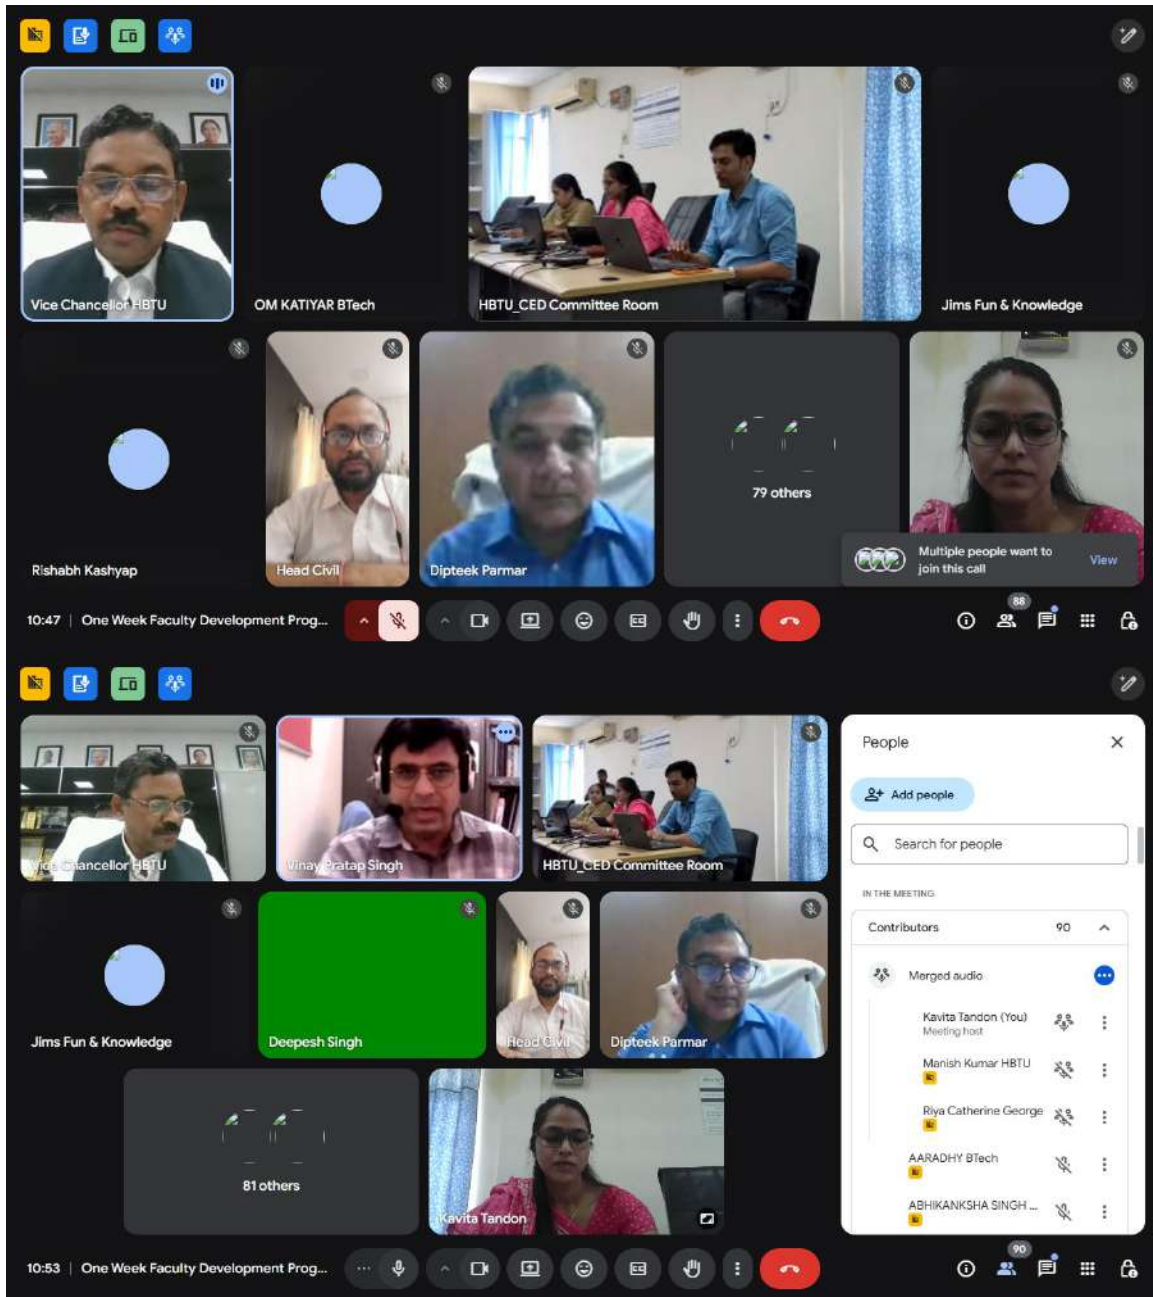 Vice Chancellor HBTU
OM KATIYAR BTech
HBTU_CED Committee Room
Jims Fun & Knowledge
Rishabh Kashyap
Head Civil
Dipteek Parmar
79 others
Multiple people want to
join this call
View
10:47 | One Week Faculty Development Prog...
CC
88
Vice Chancellor HBTU
Vinay Pratap Singh
HBTU_CED Committee Room
Jims Fun & Knowledge
Deepesh Singh
Head Civil
Dipteek Parmar
81 others
Kavita Tandon
People
Add people
Search for people
IN THE MEETING
Contributors 90
Merged audio
Kavita Tandon (You)
Meeting host
Manish Kumar HBTU
Riya Catherine George
AARADHY BTech
ABHIKANKSHA SINGH ...
10:53 | One Week Faculty Development Prog...
CC
90